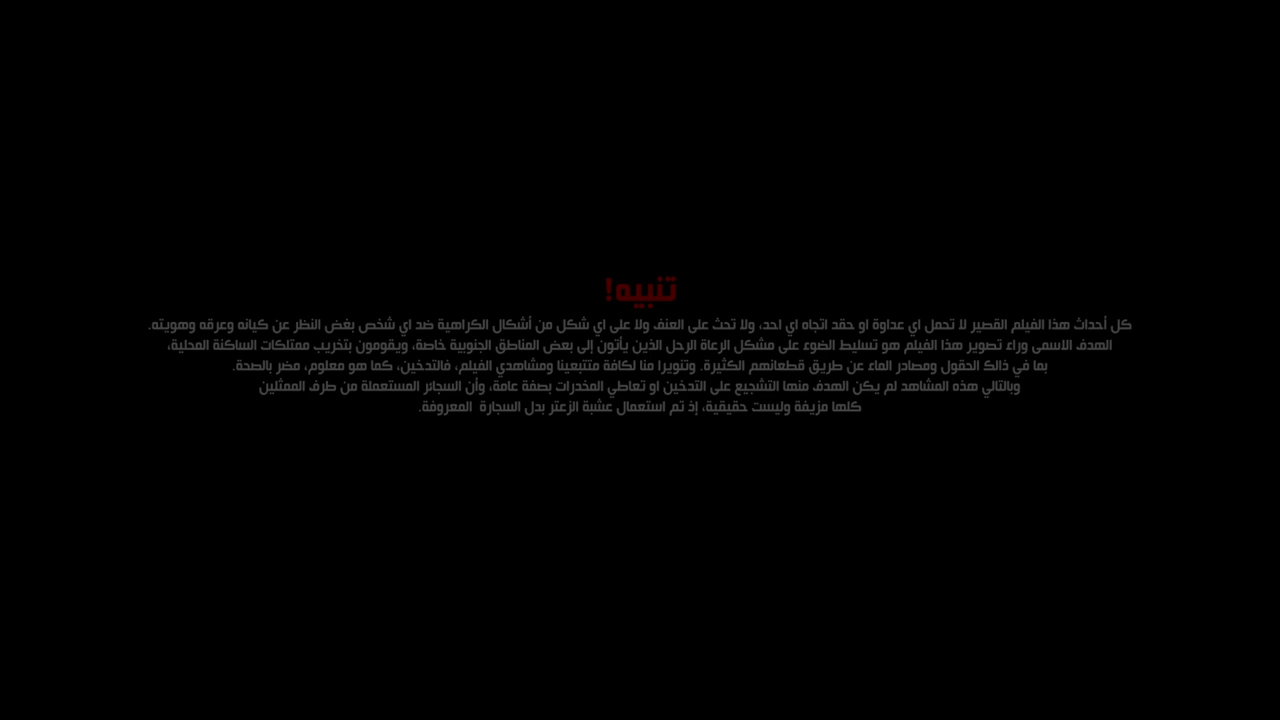 تنبيه!
كل أحداث هذا الفيلم القصير لا تحمل اي عداوة او حقد اتجاه اي احد، ولا تحث على العنف ولا على اي شكل من أشكال الكراهية ضد اي شخص بغض النظر عن كيانه وعرقه وهويته.
الهدف الاسمى وراء تصوير هذا الفيلم هو تسليط الضوء على مشكل الرعاة الرحل الذين يأتون إلى بعض المناطق الجنوبية خاصة، ويقومون بتخريب ممتلكات الساكنة المحلية،
بما في ذالك الحقول ومصادر الماء عن طريق قطعانهم الكثيرة. وتنويرا منا لكافة متتبعينا ومشاهدي الفيلم، فالتدخين، كما هو معلوم، مضر بالصحة.
وبالتالي هذه المشاهد لم يكن الهدف منها التشجيع على التدخين او تعاطي المخدرات بصفة عامة، وأن السجائر المستعملة من طرف الممثلين
كلها مزيفة وليست حقيقية، إذ تم استعمال عشبة الزعتر بدل السجارة المعروفة.